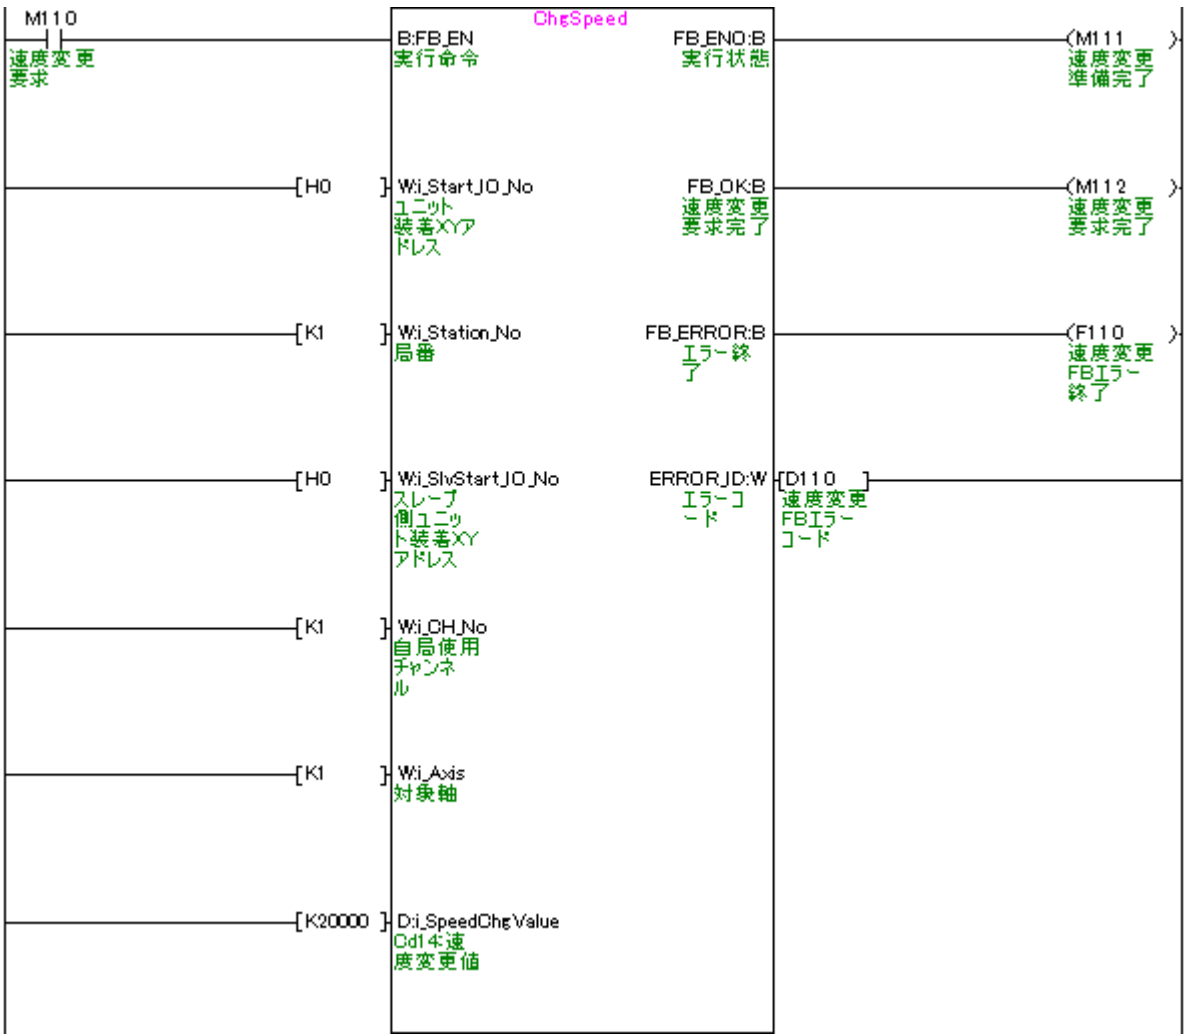 M110
速度変更
要求
ChgSpeed
B:FB_EN
実行命令
FB_ENO:B
実行状態
(M111 )
速度変更
準備完了
[H0 ]
W:i_Start_IO_No
ユニット
装着XYア
ドレス
FB_OK:B
速度変更
要求完了
(M112 )
速度変更
要求完了
[K1 ]
W:i_Station_No
局番
FB_ERROR:B
エラー終
了
(F110 )
速度変更
FBエラー
終了
[H0 ]
W:i_SlvStart_IO_No
スレーブ
側ユニッ
ト装着XY
アドレス
ERROR_ID:W
エラーコ
ード
[D110 ]
速度変更
FBエラー
コード
[K1 ]
W:i_CH_No
自局使用
チャンネ
ル
[K1 ]
W:i_Axis
対象軸
[K20000 ]
D:i_SpeedChgValue
Cd14:速
度変更値